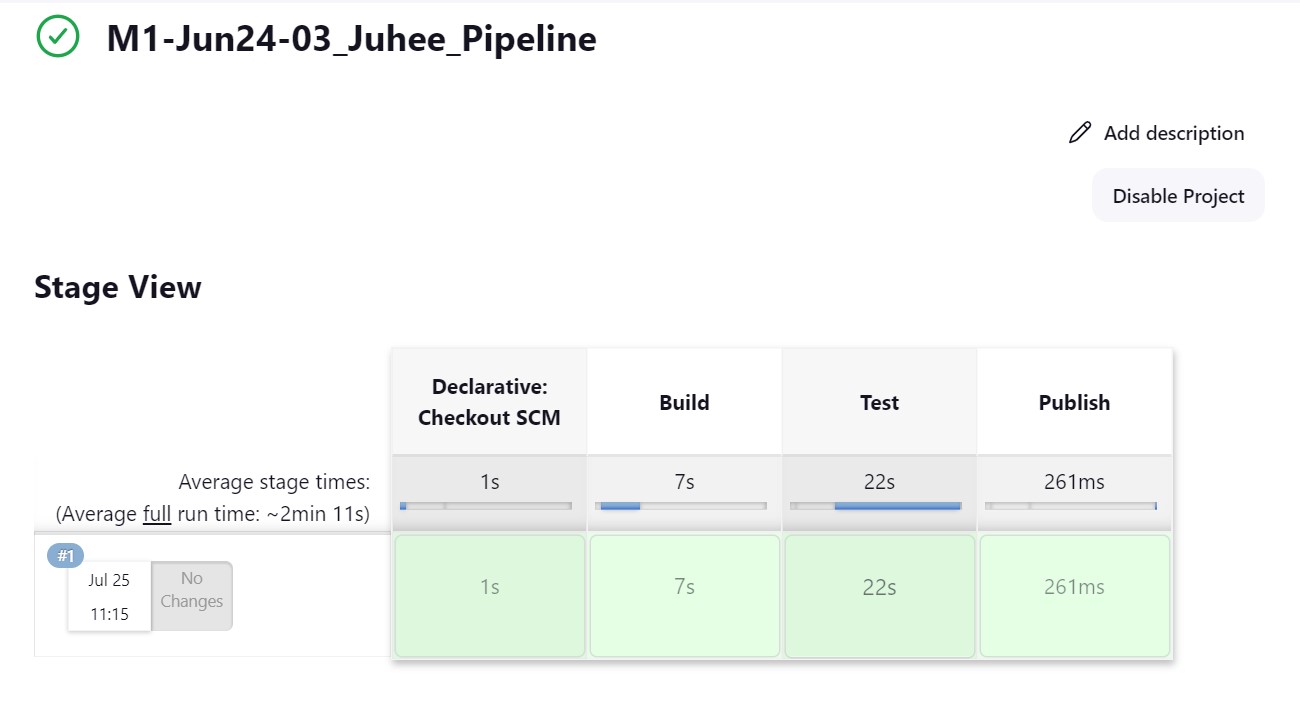 M1-Jun24-03_Juhee_Pipeline
Add description
Disable Project
Stage View
Declarative:
Checkout SCM
Build
Test
Publish
Average stage times:
(Average full run time: ~2min 11s)
1s
7s
22s
261ms
#1
Jul 25
11:15
No
Changes
1s
7s
22s
261ms